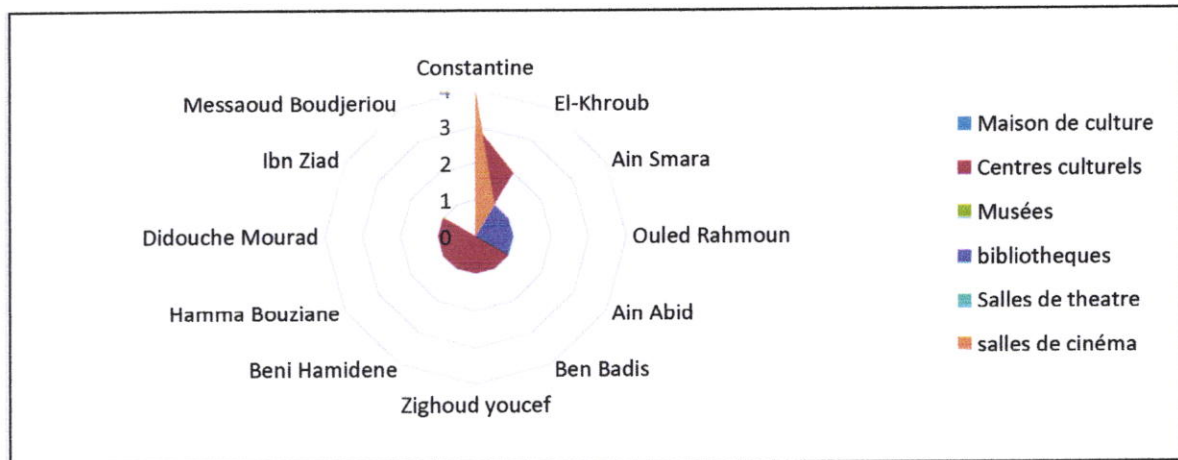 Constantine
El-Khroub
Ain Smara
Ouled Rahmoun
Ain Abid
Ben Badis
Zighoud youcef
Beni Hamidene
Hamma Bouziane
Didouche Mourad
Ibn Ziad
Messaoud Boudjeriou
4
3
2
1
0
Maison de culture
Centres culturels
Musées
bibliotheques
Salles de theatre
salles de cinéma